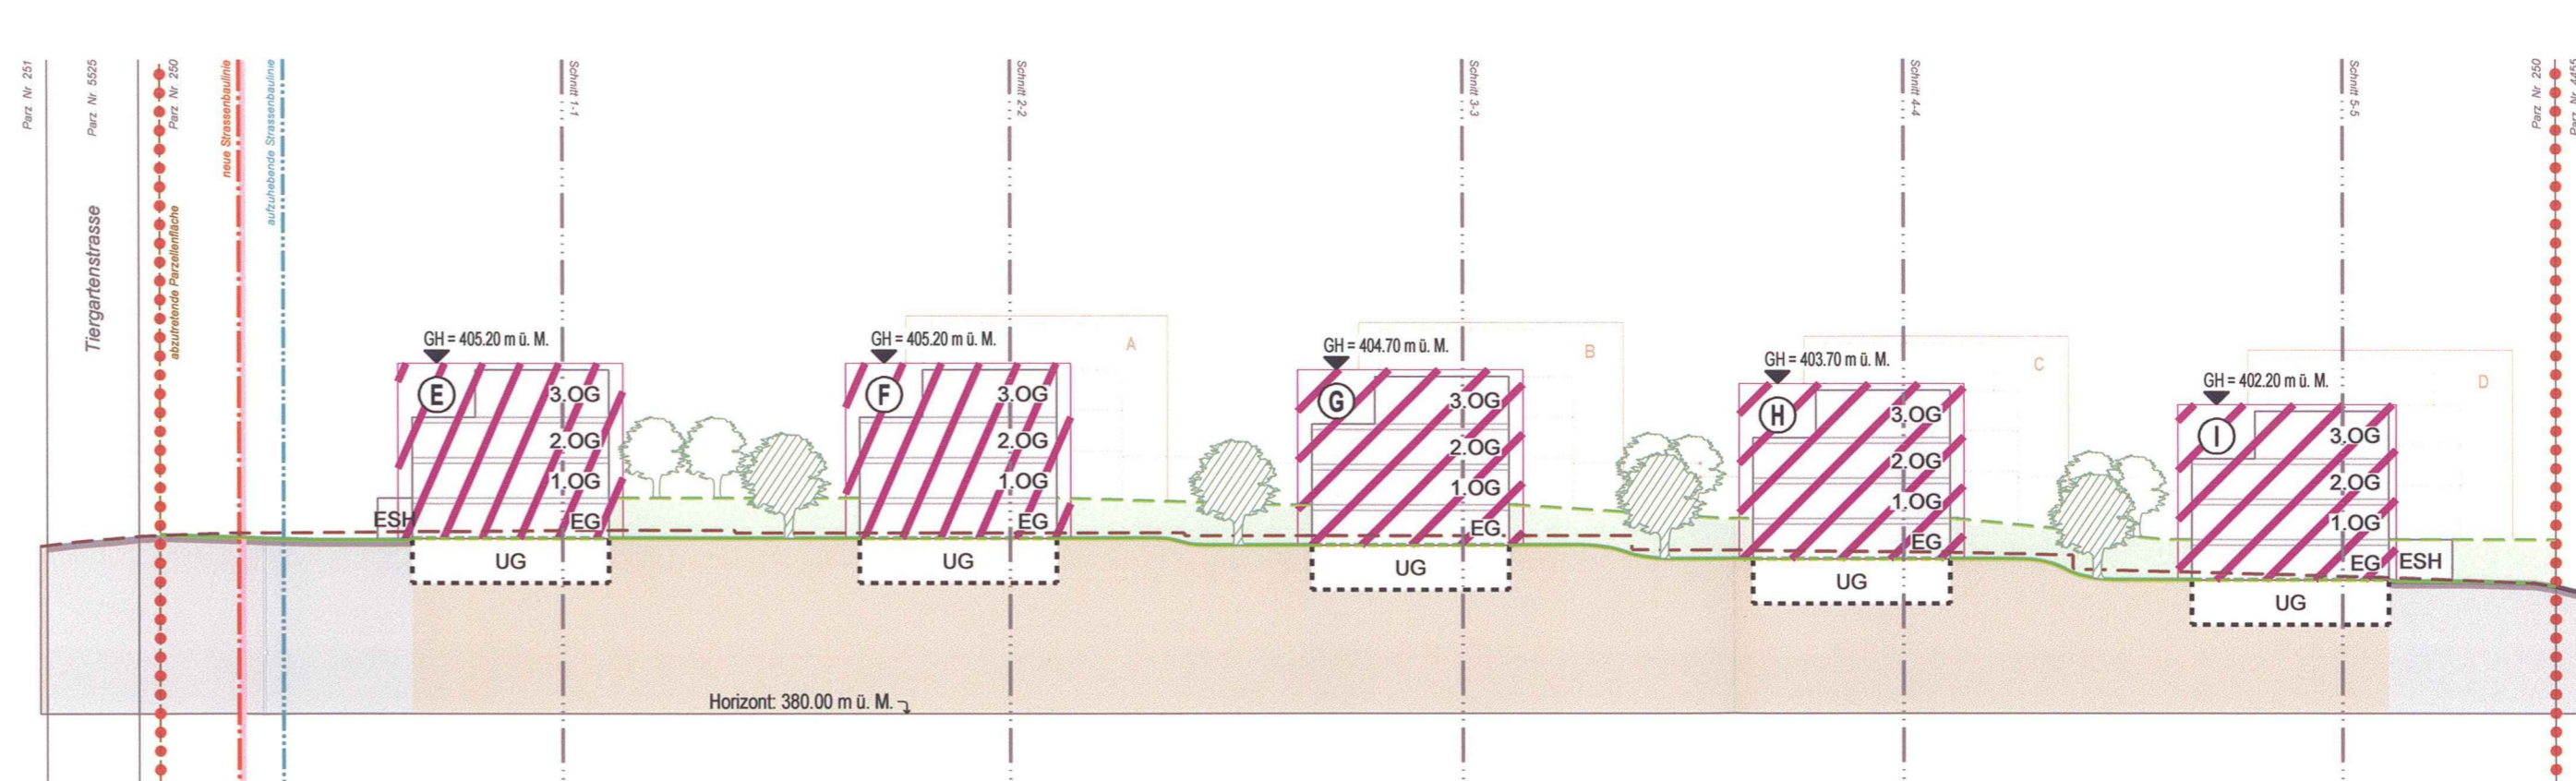 Parz Nr 251
Parz Nr 5525
Tiergartenstrasse
Parz Nr 250
abzutretende Parzellenfläche
neue Strassenbaulinie
aufzuhebende Strassenbaulinie
Schnitt 1-1
Schnitt 2-2
Schnitt 3-3
Schnitt 4-4
Schnitt 5-5
Parz Nr 250
Parz Nr 4455
GH = 405.20 m ü. M.
E
3.OG
2.OG
1.OG
EG
ESH
UG
GH = 405.20 m ü. M.
A
F
3.OG
2.OG
1.OG
EG
UG
GH = 404.70 m ü. M.
B
G
3.OG
2.OG
1.OG
EG
UG
GH = 403.70 m ü. M.
C
H
3.OG
2.OG
1.OG
EG
UG
GH = 402.20 m ü. M.
D
I
3.OG
2.OG
1.OG
EG
ESH
UG
Horizont: 380.00 m ü. M.